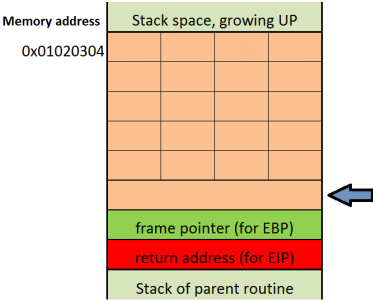 Memory address
Stack space, growing UP
0x01020304
frame pointer (for EBP)
return address (for EIP)
Stack of parent routine